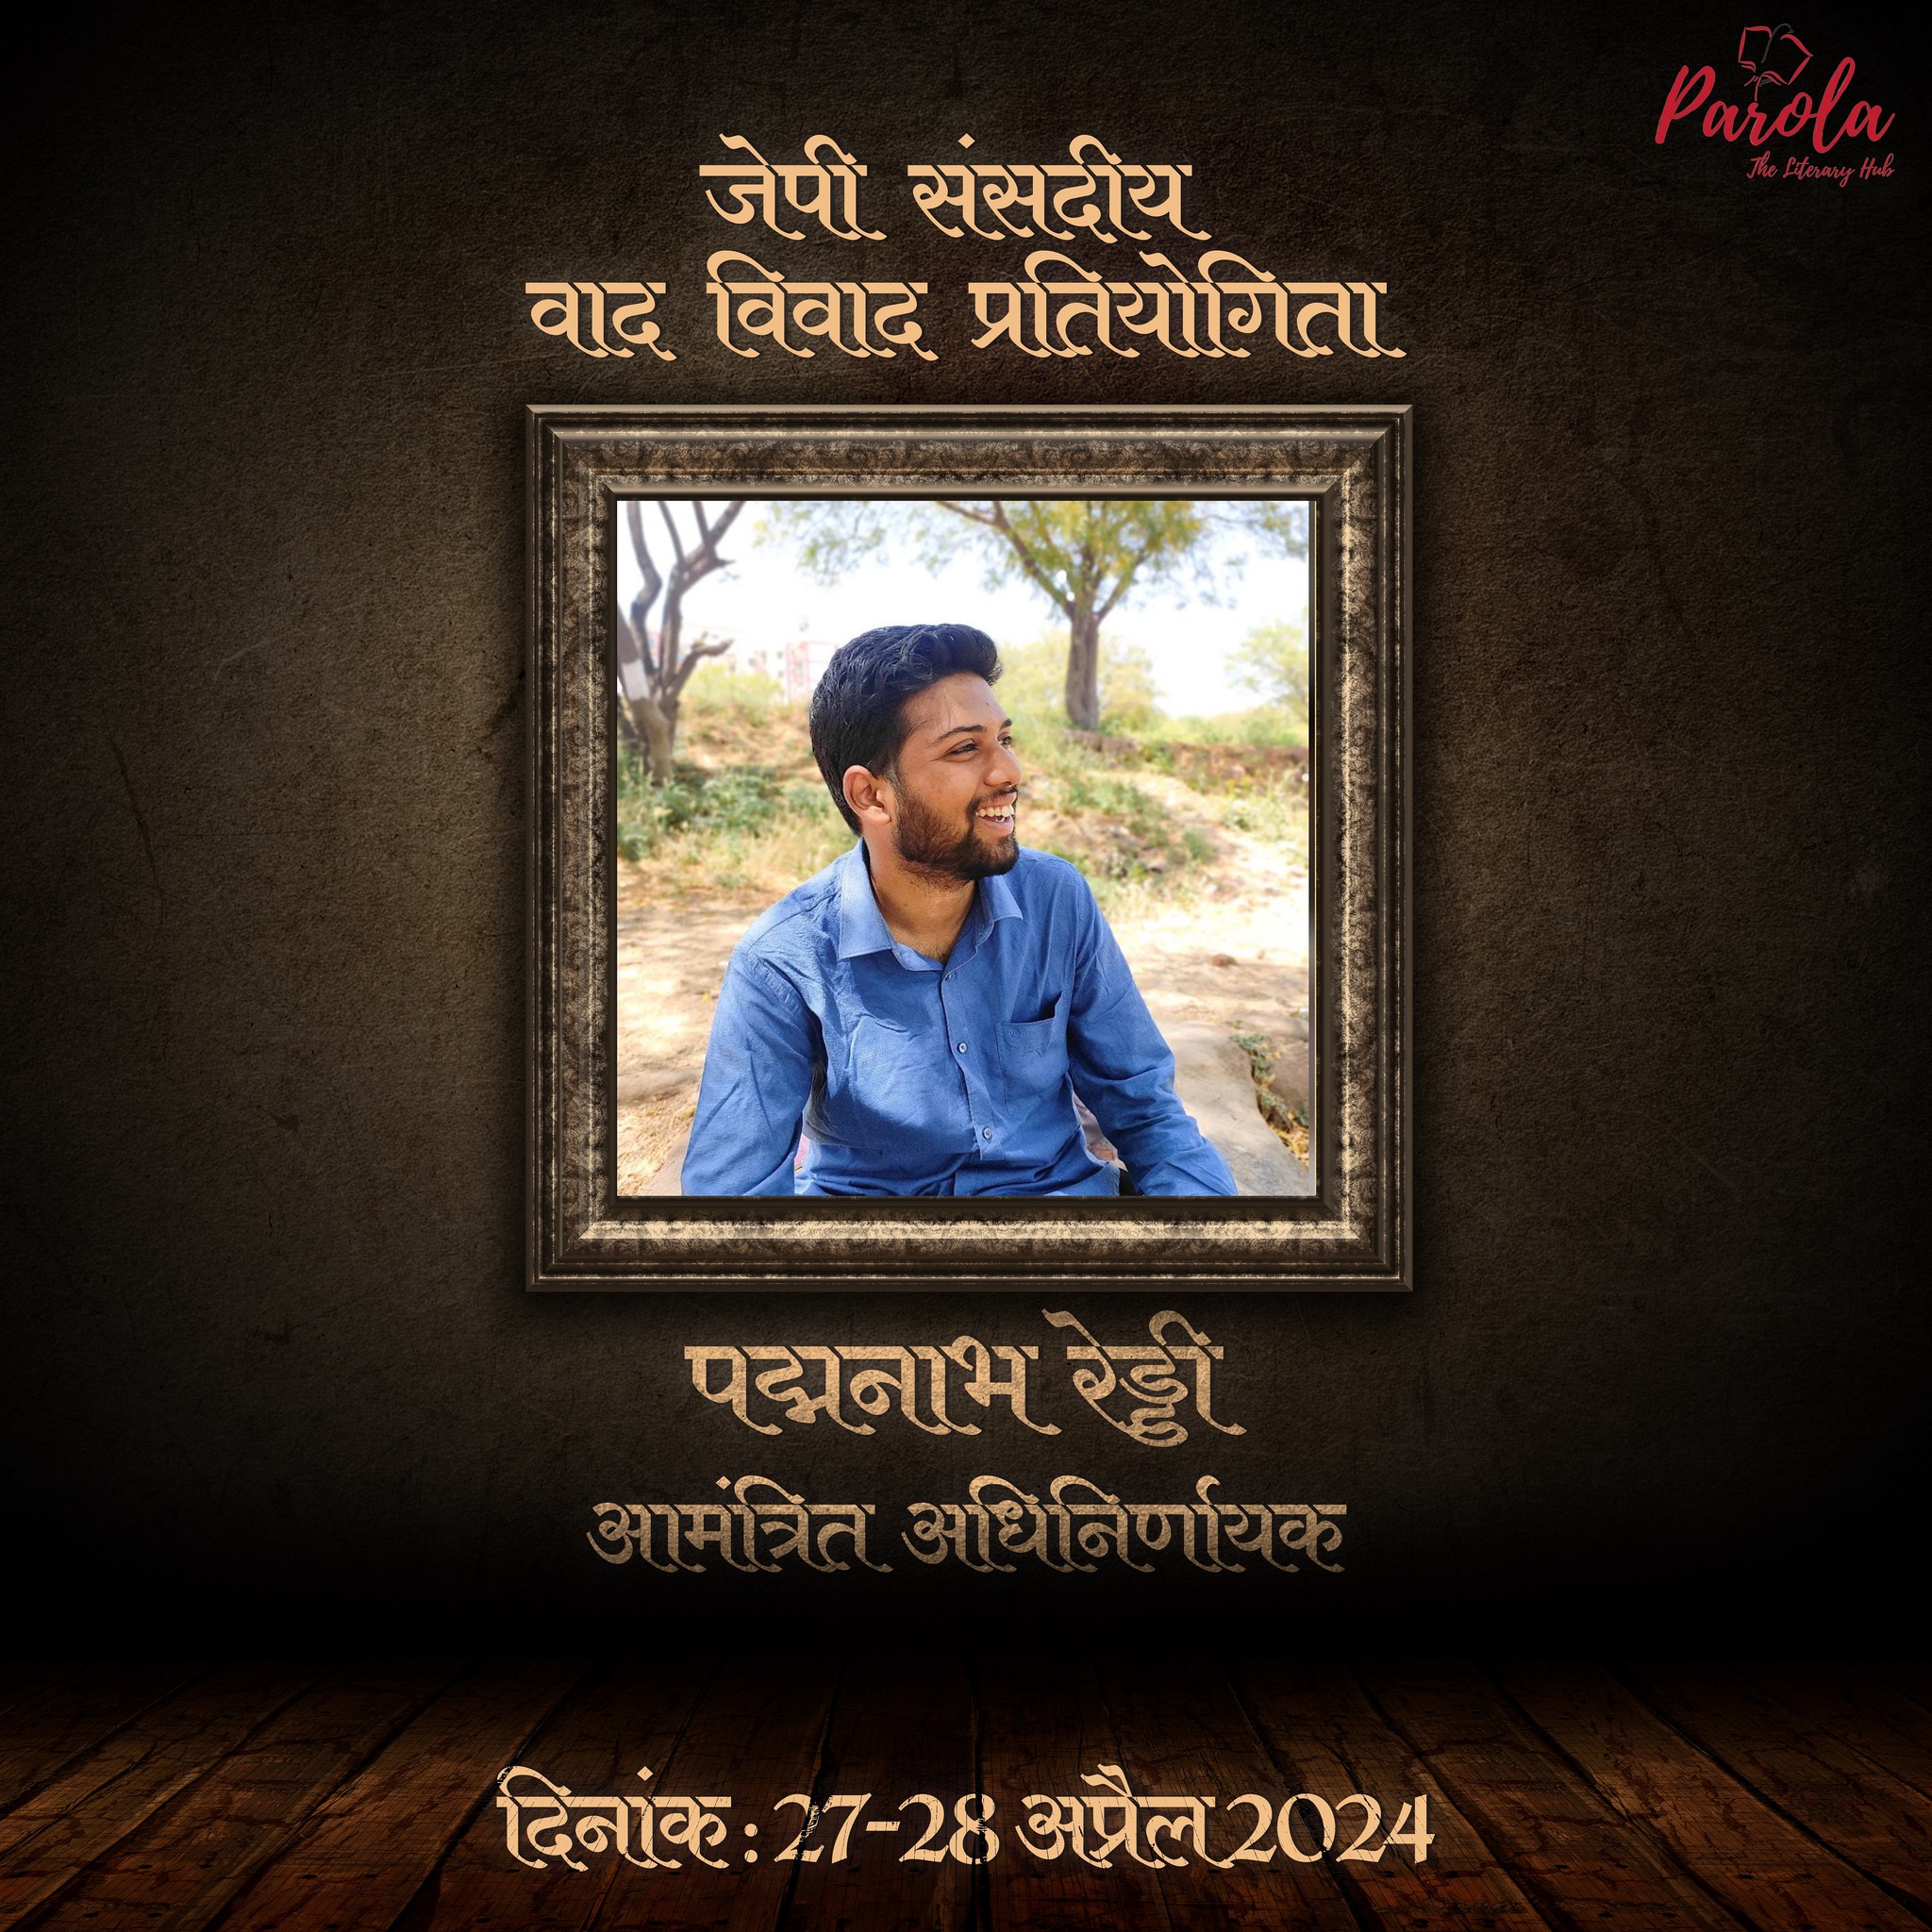 Parola
The Literary Hub
जेपी संसदीय
वाद विवाद प्रतियोगिता
पद्मनाभ रेड्डी
आमंत्रित अधिनिर्णायक
दिनांक : 27-28 अप्रैल 2024